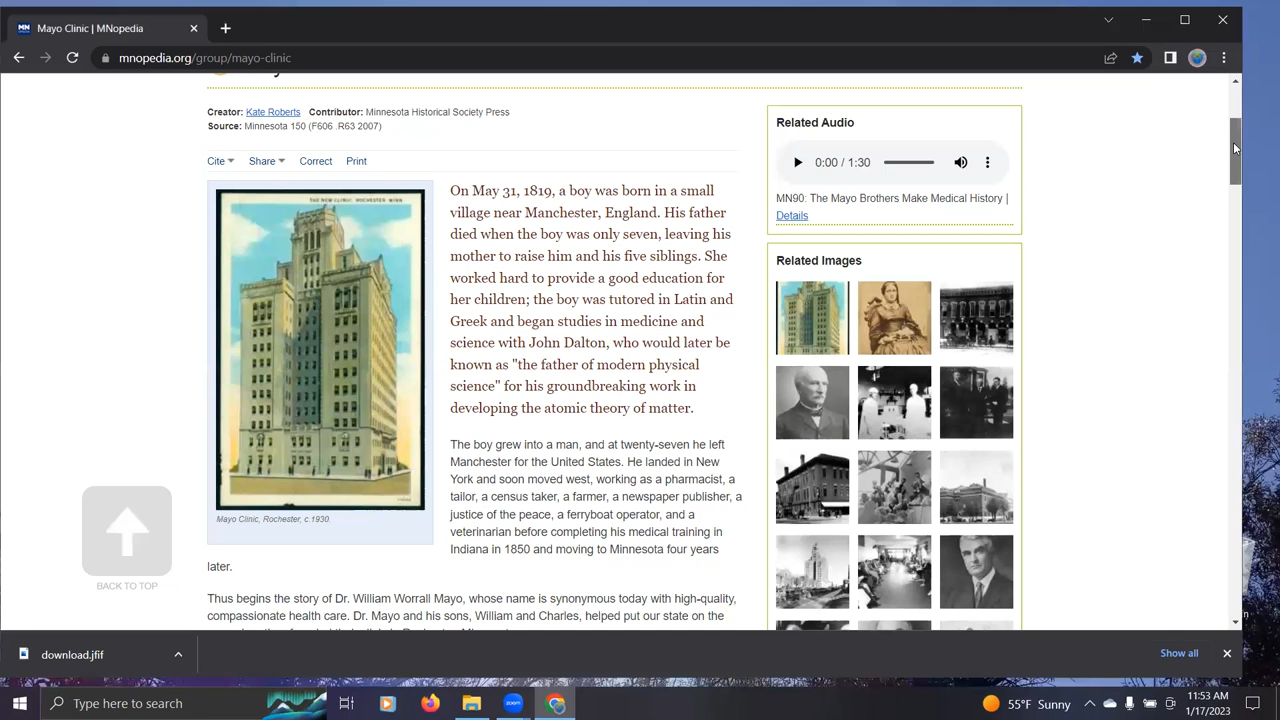 Mayo Clinic | MNopedia
mnopedia.org/group/mayo-clinic
Creator: Kate Roberts Contributor: Minnesota Historical Society Press
Source: Minnesota 150 (F606 .R63 2007)
Cite Share Correct Print
THE NEW CLINIC, ROCHESTER, MINN.
Mayo Clinic, Rochester, c.1930.
On May 31, 1819, a boy was born in a small
village near Manchester, England. His father
died when the boy was only seven, leaving his
mother to raise him and his five siblings. She
worked hard to provide a good education for
her children; the boy was tutored in Latin and
Greek and began studies in medicine and
science with John Dalton, who would later be
known as "the father of modern physical
science" for his groundbreaking work in
developing the atomic theory of matter.
The boy grew into a man, and at twenty-seven he left
Manchester for the United States. He landed in New
York and soon moved west, working as a pharmacist, a
tailor, a census taker, a farmer, a newspaper publisher, a
justice of the peace, a ferryboat operator, and a
veterinarian before completing his medical training in
Indiana in 1850 and moving to Minnesota four years
later.
Thus begins the story of Dr. William Worrall Mayo, whose name is synonymous today with high-quality,
compassionate health care. Dr. Mayo and his sons, William and Charles, helped put our state on the
Related Audio
0:00 / 1:30
MN90: The Mayo Brothers Make Medical History |
Details
Related Images
BACK TO TOP
download.jfif
Show all
Type here to search
zoom
55°F Sunny
11:53 AM
1/17/2023